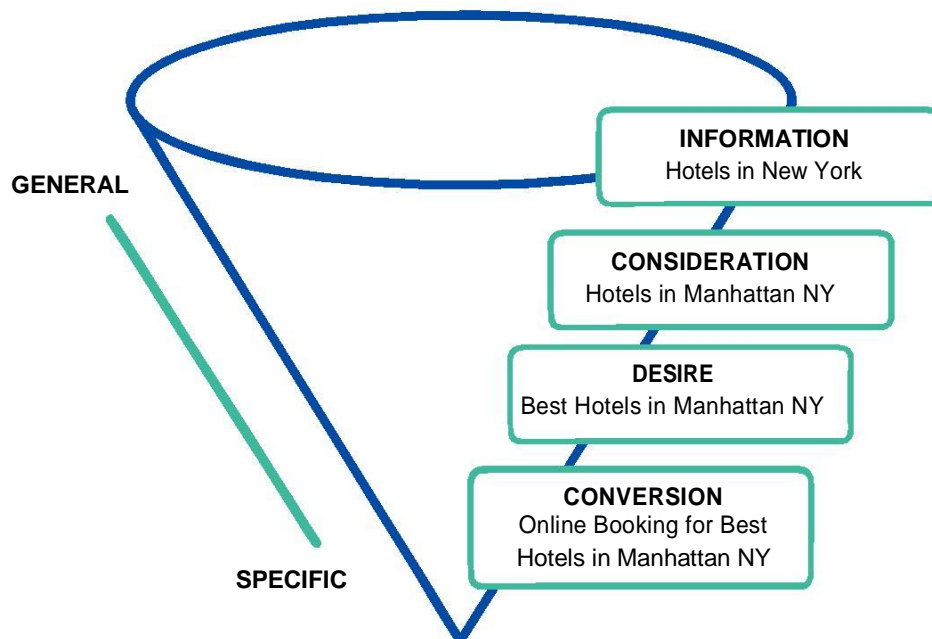 INFORMATION
Hotels in New York
GENERAL
CONSIDERATION
Hotels in Manhattan NY
DESIRE
Best Hotels in Manhattan NY
CONVERSION
Online Booking for Best
Hotels in Manhattan NY
SPECIFIC